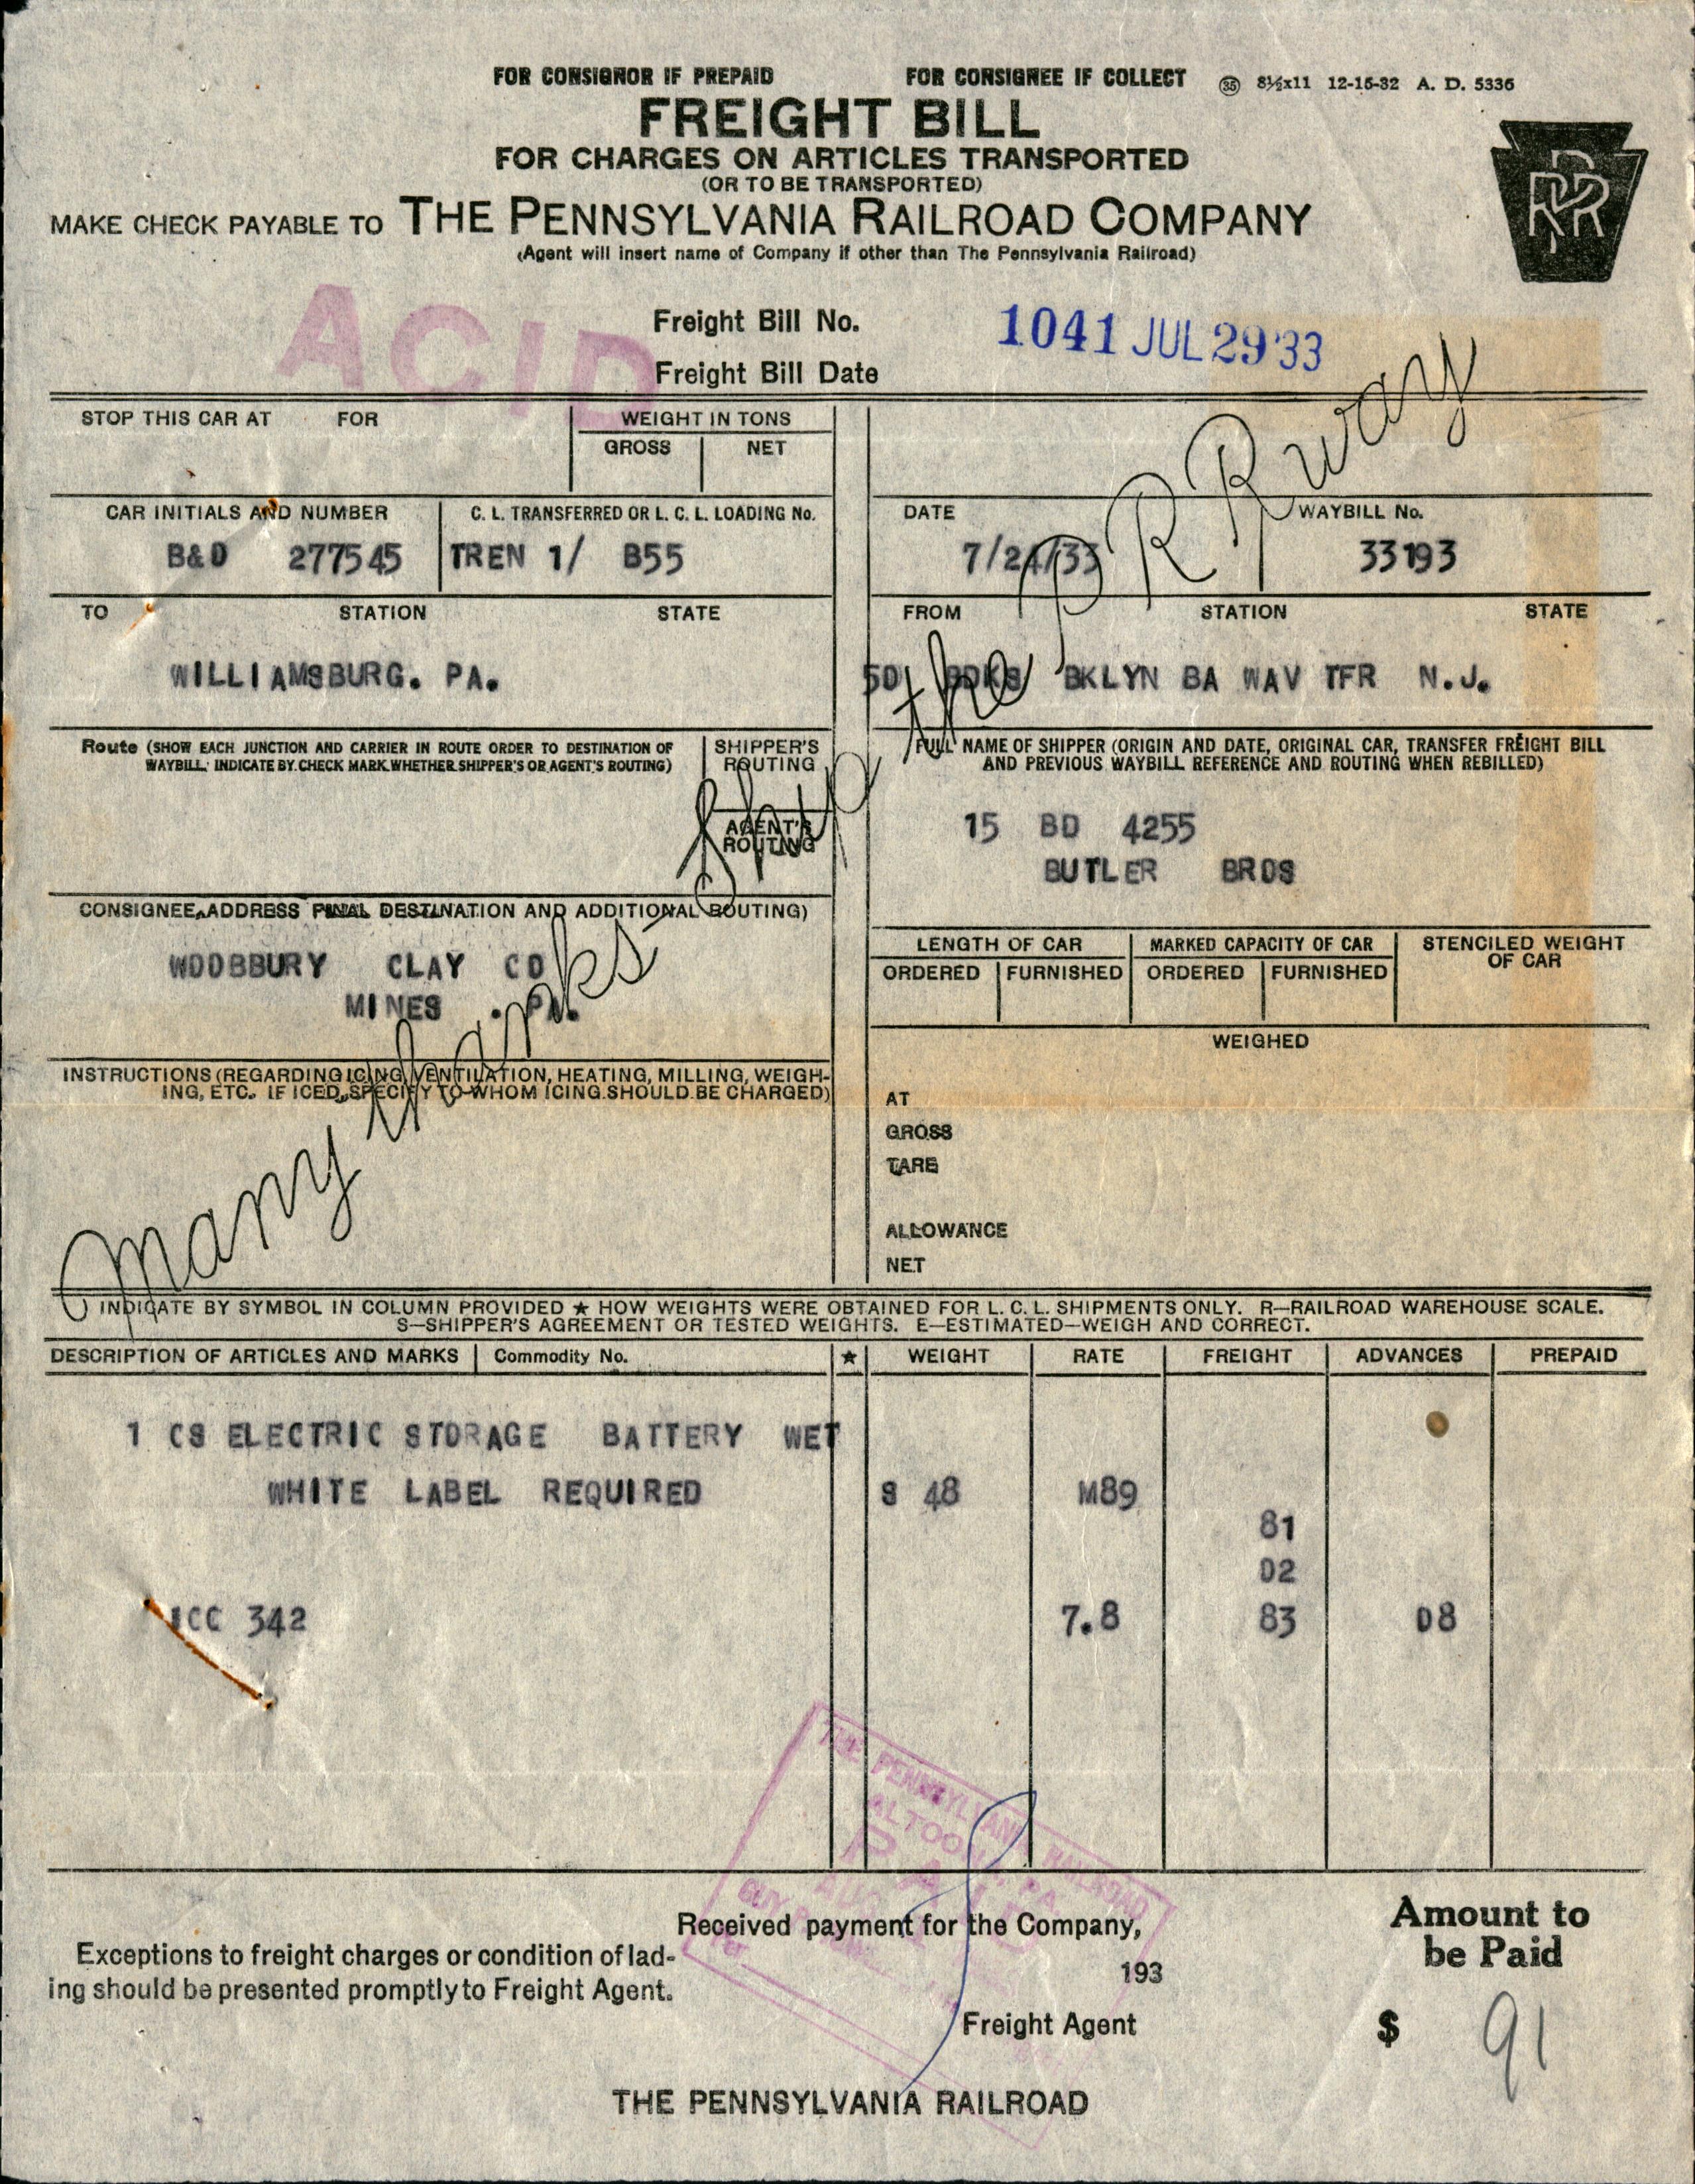 FOR CONSIGNOR IF PREPAID FOR CONSIGNEE IF COLLECT 35 8½x11 12-15-32 A. D. 5336
FREIGHT BILL
FOR CHARGES ON ARTICLES TRANSPORTED
(OR TO BE TRANSPORTED)
MAKE CHECK PAYABLE TO THE PENNSYLVANIA RAILROAD COMPANY
(Agent will insert name of Company if other than The Pennsylvania Railroad)
PRR
ACID
Freight Bill No. 1041 JUL 29 '33
Freight Bill Date
STOP THIS CAR AT FOR WEIGHT IN TONS
GROSS NET
CAR INITIALS AND NUMBER C. L. TRANSFERRED OR L. C. L. LOADING No. DATE WAYBILL No.
B&O 277545 TREN 1/ B55 7/24/33 33193
TO STATION STATE FROM STATION STATE
WILLIAMSBURG. PA. BKLYN BA WAV TFR N.J.
Route (SHOW EACH JUNCTION AND CARRIER IN ROUTE ORDER TO DESTINATION OF
WAYBILL. INDICATE BY CHECK MARK WHETHER SHIPPER'S OR AGENT'S ROUTING)
SHIPPER'S
ROUTING
AGENT'S
ROUTING
FULL NAME OF SHIPPER (ORIGIN AND DATE, ORIGINAL CAR, TRANSFER FREIGHT BILL
AND PREVIOUS WAYBILL REFERENCE AND ROUTING WHEN REBILLED)
15 BD 4255
BUTLER BROS
CONSIGNEE, ADDRESS FINAL DESTINATION AND ADDITIONAL ROUTING)
WOOBBURY CLAY CO
MINES . PA.
LENGTH OF CAR MARKED CAPACITY OF CAR STENCILED WEIGHT
OF CAR
ORDERED FURNISHED ORDERED FURNISHED
WEIGHED
INSTRUCTIONS (REGARDING ICING, VENTILATION, HEATING, MILLING, WEIGH-
ING, ETC. IF ICED, SPECIFY TO WHOM ICING SHOULD BE CHARGED)
AT
GROSS
TARE
ALLOWANCE
NET
Many Thanks
the P R R way
INDICATE BY SYMBOL IN COLUMN PROVIDED ★ HOW WEIGHTS WERE OBTAINED FOR L. C. L. SHIPMENTS ONLY. R—RAILROAD WAREHOUSE SCALE.
S—SHIPPER'S AGREEMENT OR TESTED WEIGHTS. E—ESTIMATED—WEIGH AND CORRECT.
DESCRIPTION OF ARTICLES AND MARKS Commodity No. ★ WEIGHT RATE FREIGHT ADVANCES PREPAID
1 CS ELECTRIC STORAGE BATTERY WET
WHITE LABEL REQUIRED S 48 M89
81
02
ICC 342 7.8 83 08
THE PENNSYLVANIA RAILROAD
ALTOONA, PA.
PAID
AUG
Received payment for the Company,
Exceptions to freight charges or condition of lad-
ing should be presented promptly to Freight Agent.
193
Freight Agent
Amount to
be Paid
$ 91
THE PENNSYLVANIA RAILROAD